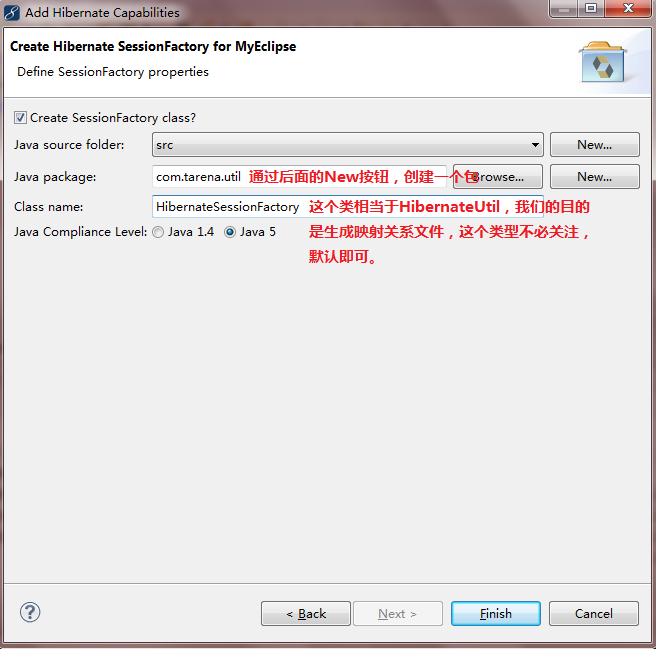 Add Hibernate Capabilities
Create Hibernate SessionFactory for MyEclipse
Define SessionFactory properties
Create SessionFactory class?
Java source folder: src New...
Java package: com.tarena.util 通过后面的New按钮，创建一个包 Browse... New...
Class name: HibernateSessionFactory 这个类相当于HibernateUtil，我们的目的
Java Compliance Level: Java 1.4 Java 5 是生成映射关系文件，这个类型不必关注，
默认即可。
? < Back Next > Finish Cancel